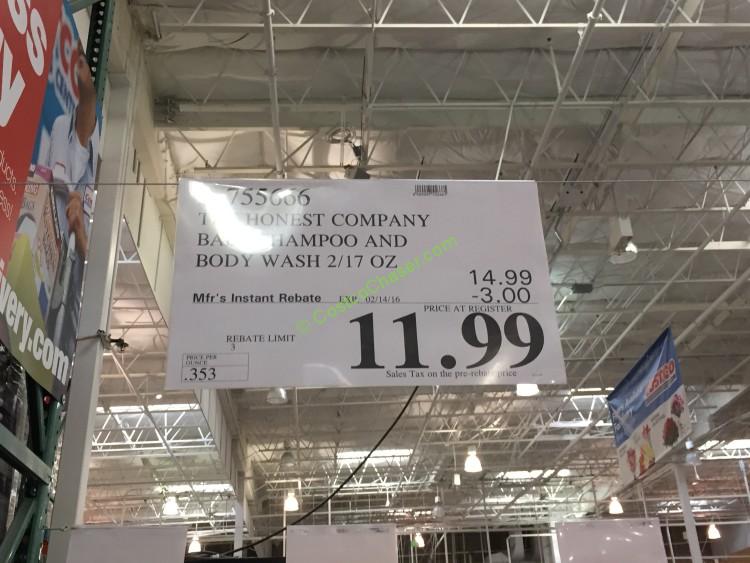 755666
HONEST COMPANY
SHAMPOO AND
BODY WASH 2/17 OZ
14.99
Mfr's Instant Rebate EXP. 02/14/16 -3.00
PRICE AT REGISTER
11.99
REBATE LIMIT
3
PRICE PER
OUNCE
.353
Sales Tax on the pre-rebate price
© CostcoChaser.com
very.com